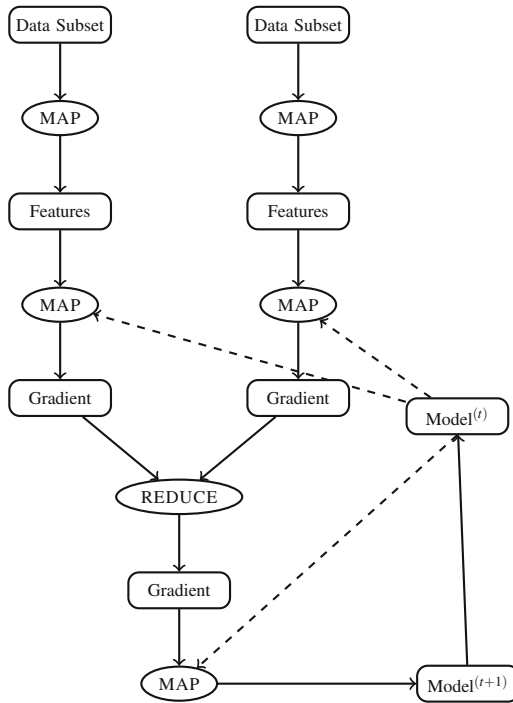 Data Subset
Data Subset
MAP
MAP
Features
Features
MAP
MAP
Gradient
Gradient
Model⁽ᵗ⁾
REDUCE
Gradient
MAP
Model⁽ᵗ⁺¹⁾